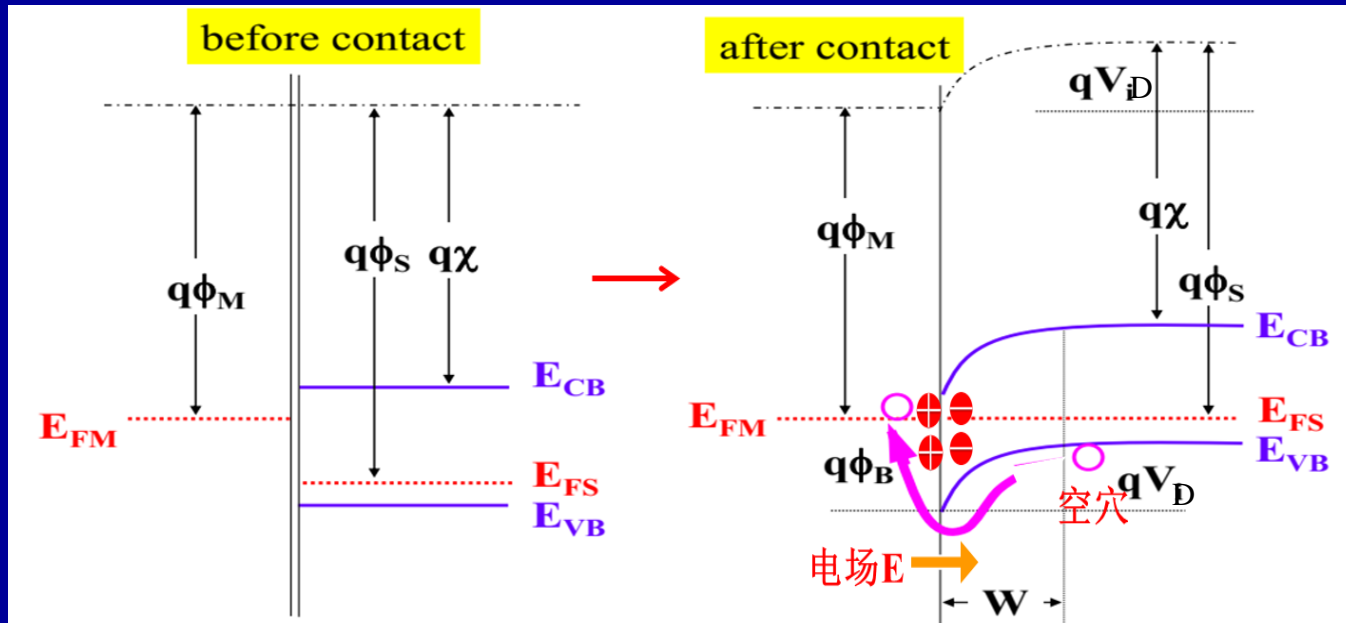 before contact
qϕM
qϕS
qχ
ECB
EFM
EFS
EVB
after contact
qViD
qϕM
qχ
qϕS
ECB
EFM
EFS
EVB
qϕB
qViD
空穴
电场E
W